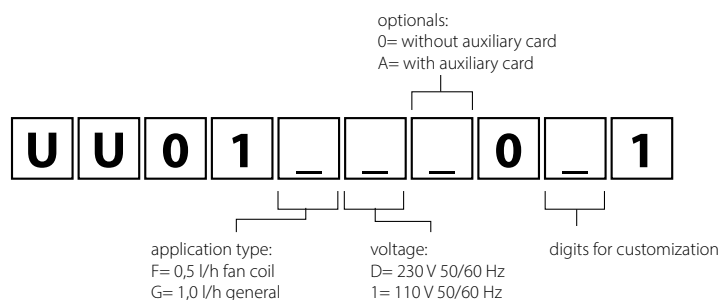 optionals:
0= without auxiliary card
A= with auxiliary card
U U 0 1 _ _ _ 0 _ 1
application type:
F= 0,5 l/h fan coil
G= 1,0 l/h general
voltage:
D= 230 V 50/60 Hz
1= 110 V 50/60 Hz
digits for customization